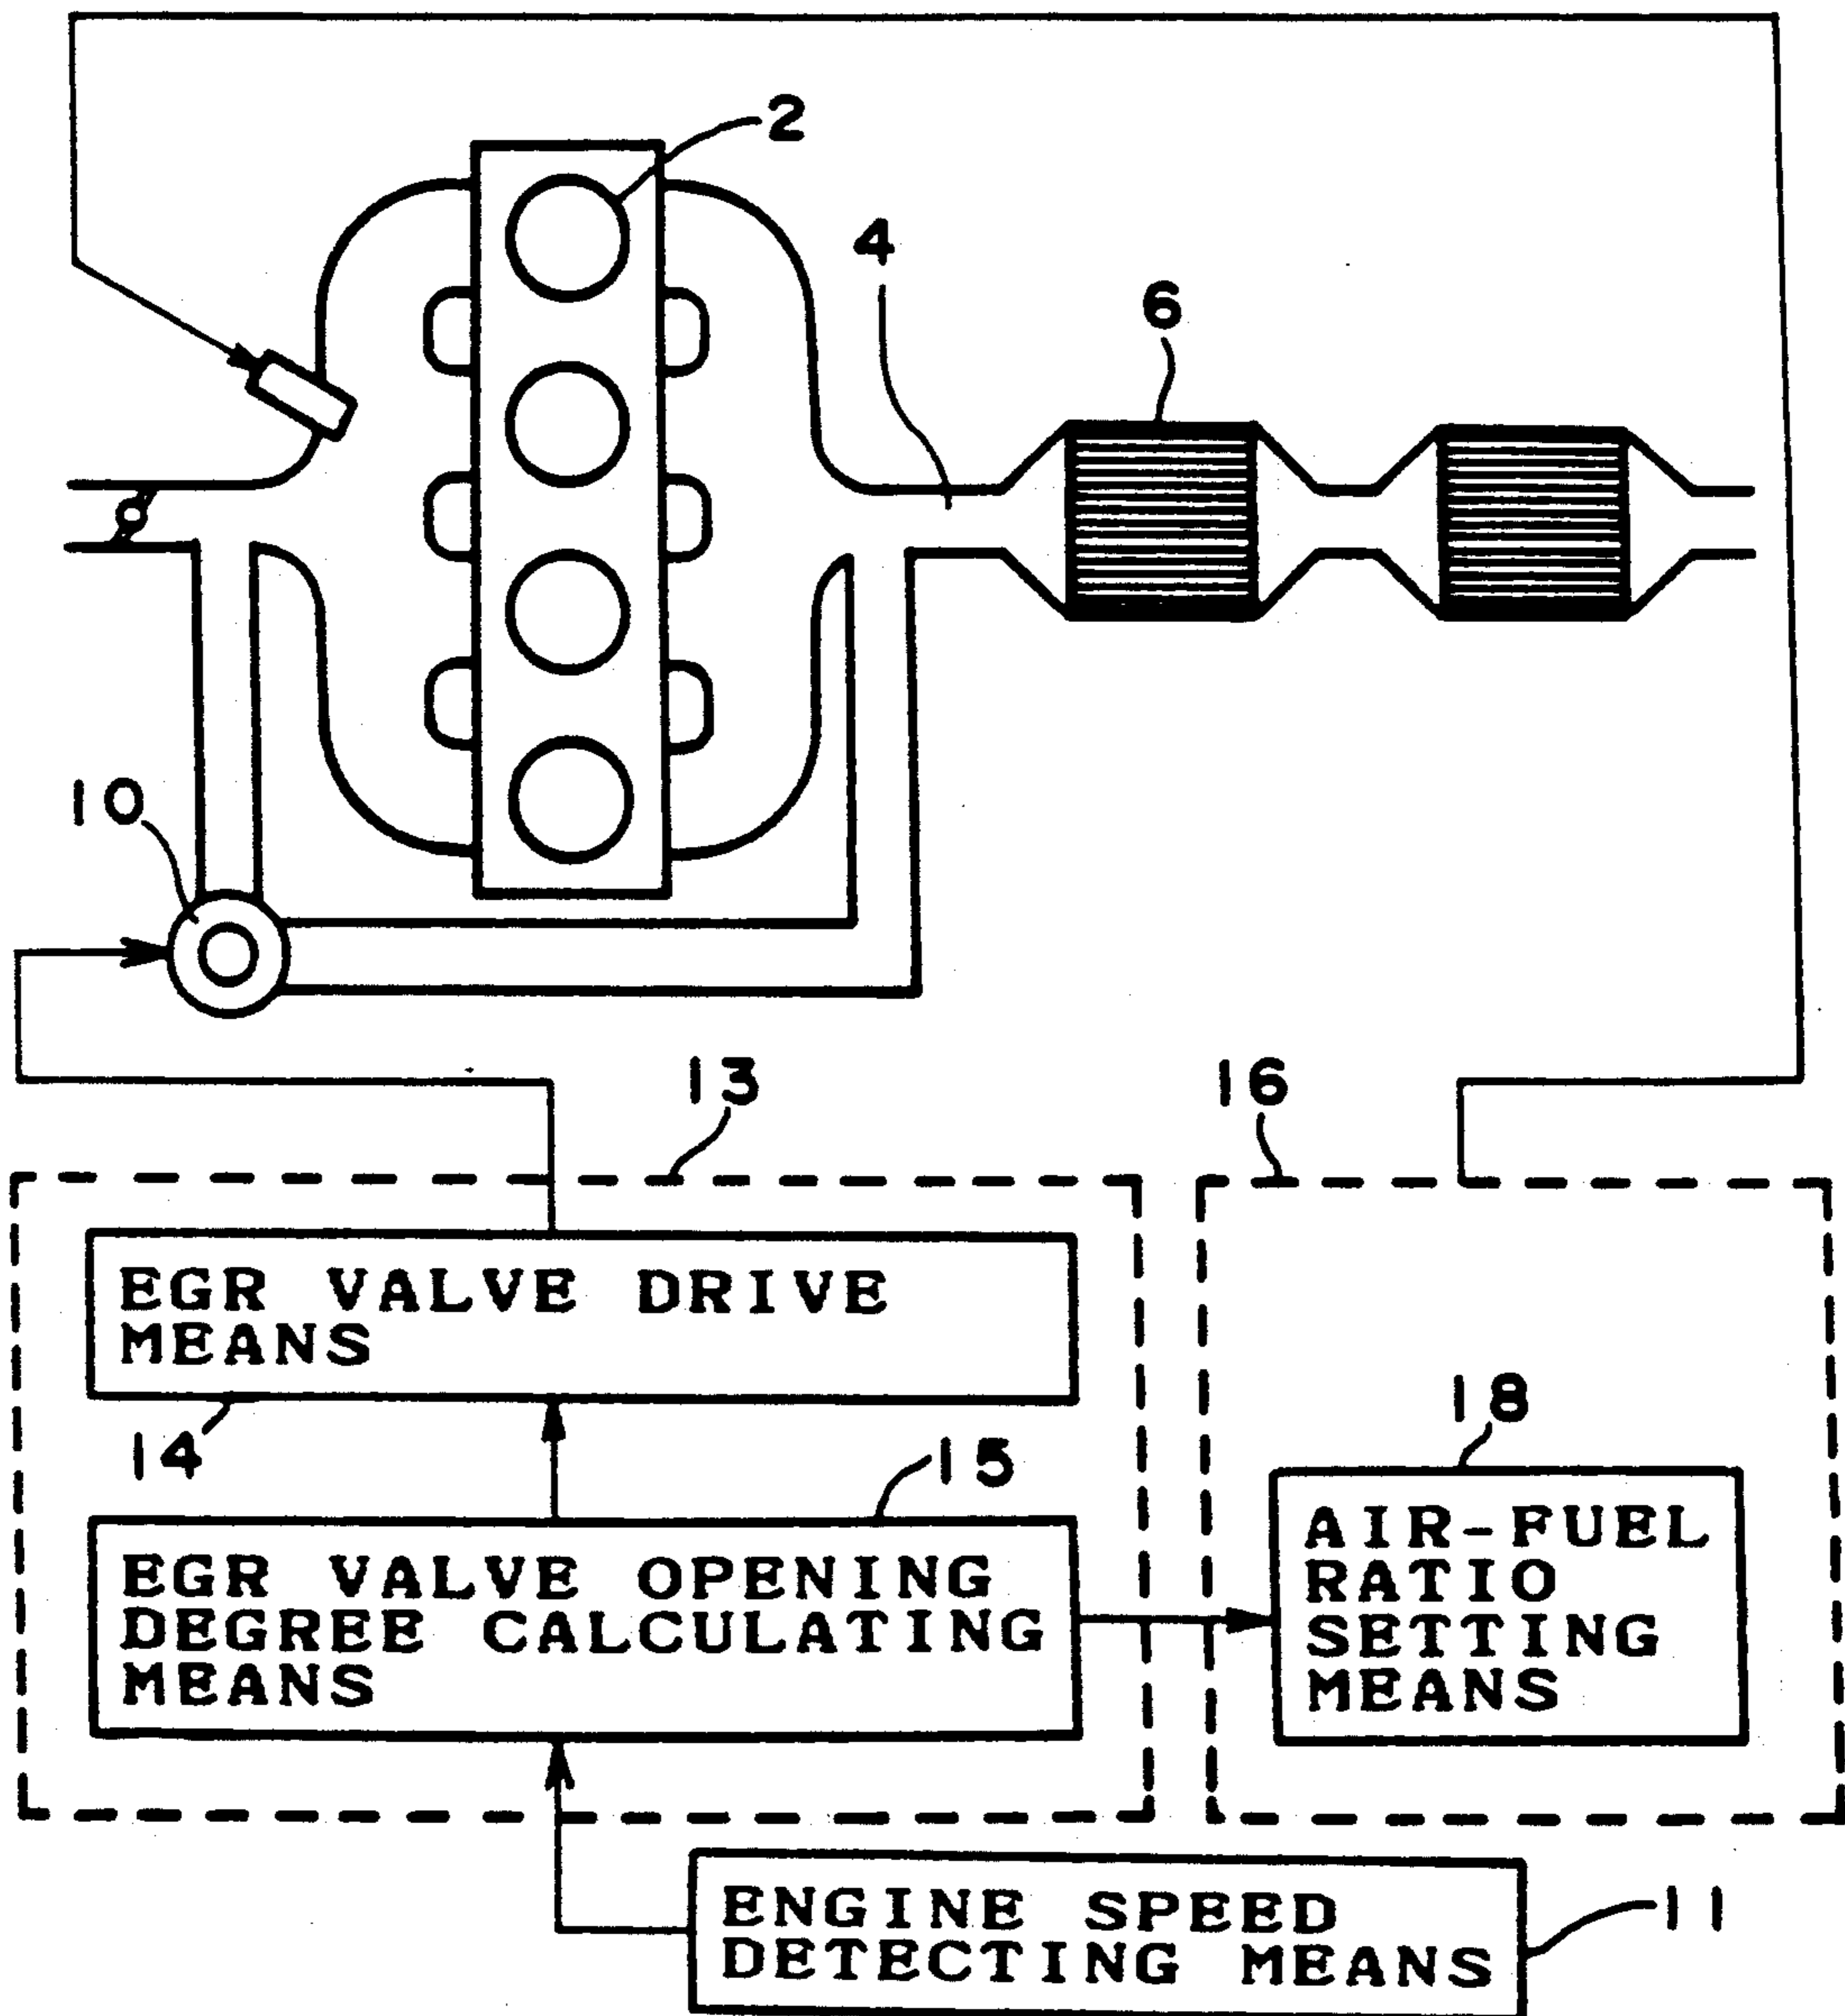 2
4
6
10
13
16
EGR VALVE DRIVE
MEANS
14
15
18
EGR VALVE OPENING
DEGREE CALCULATING
MEANS
AIR-FUEL
RATIO
SETTING
MEANS
ENGINE SPEED
DETECTING MEANS
11